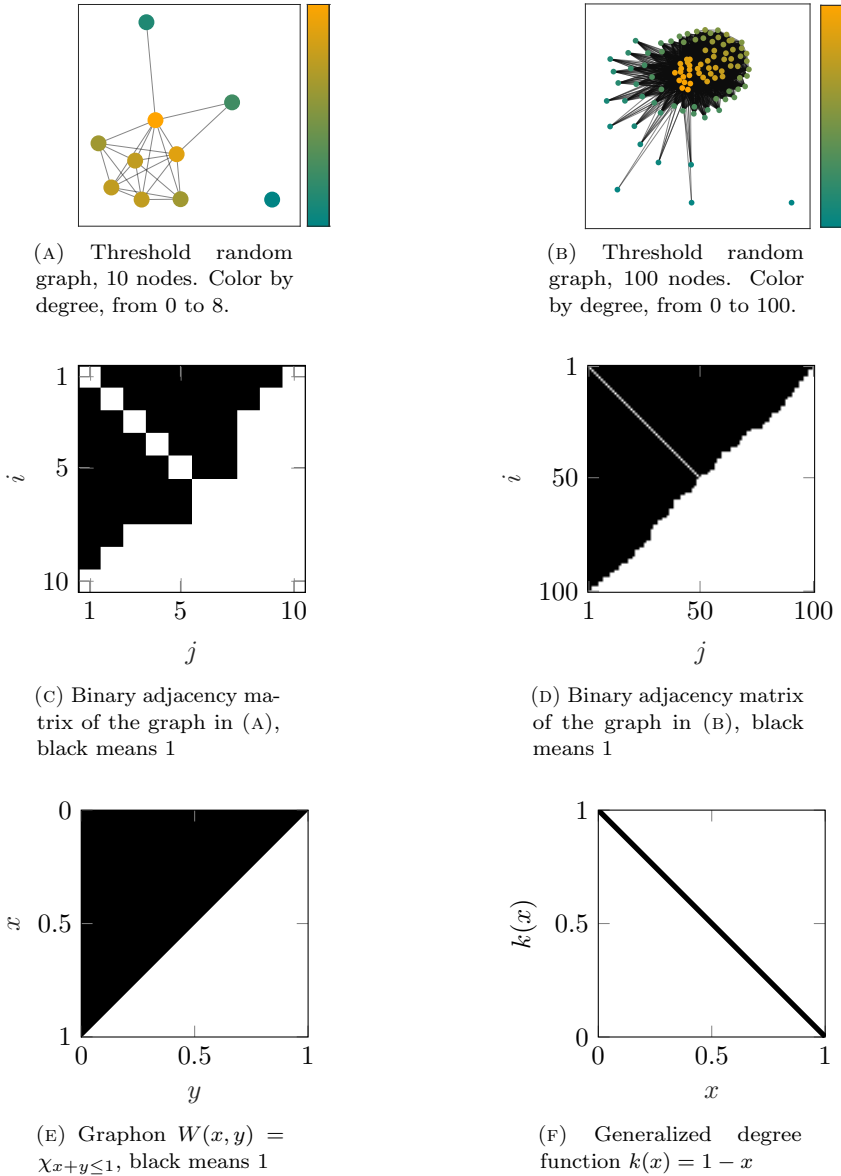 (A) Threshold random
graph, 10 nodes. Color by
degree, from 0 to 8.
(B) Threshold random
graph, 100 nodes. Color
by degree, from 0 to 100.
1
5
10
i
1
5
10
j
(C) Binary adjacency ma-
trix of the graph in (A),
black means 1
1
50
100
i
1
50
100
j
(D) Binary adjacency matrix
of the graph in (B), black
means 1
0
0.5
1
x
0
0.5
1
y
(E) Graphon W(x, y) =
χx+y≤1, black means 1
1
0.5
0
k(x)
0
0.5
1
x
(F) Generalized degree
function k(x) = 1 − x